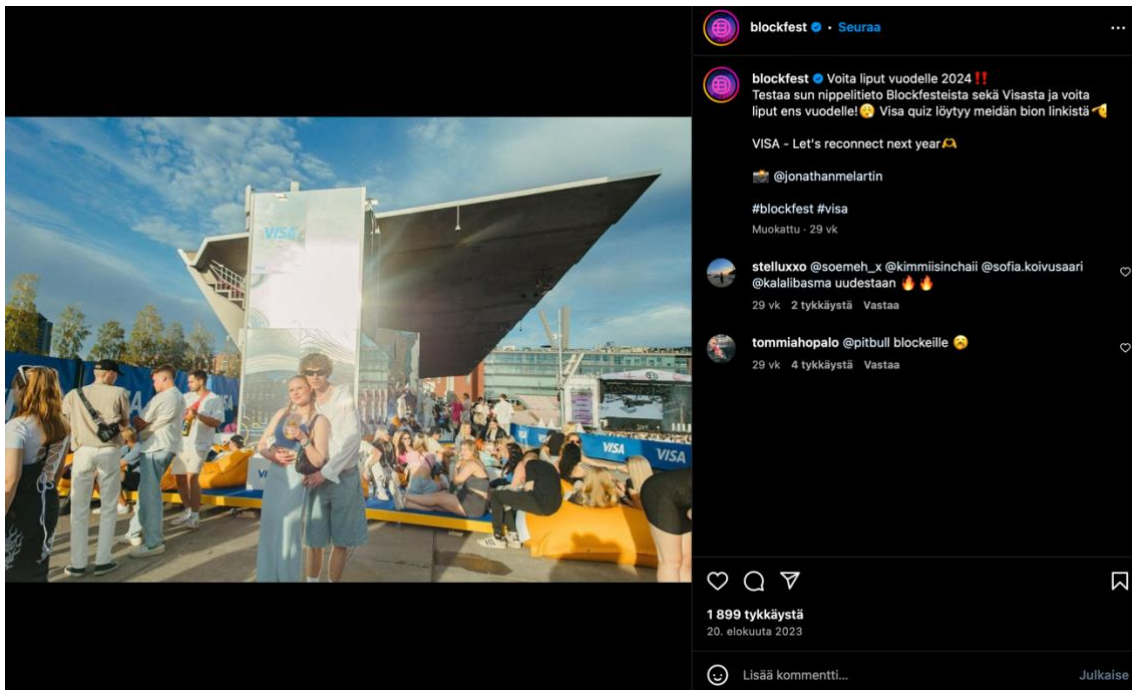 blockfest • Seuraa
blockfest Voita liput vuodelle 2024‼️
Testaa sun nippelitieto Blockfesteista sekä Visasta ja voita
liput ens vuodelle!🤫 Visa quiz löytyy meidän bion linkistä
VISA - Let's reconnect next year🫶
📸 @jonathanmelartin
#blockfest #visa
Muokattu · 29 vk
stelluxxo @soemeh_x @kimmiisinchaii @sofia.koivusaari
@kalalibasma uudestaan 🔥🔥
29 vk 2 tykkäystä Vastaa
tommiahopalo @pitbull blockeille
29 vk 4 tykkäystä Vastaa
1 899 tykkäystä
20. elokuuta 2023
Lisää kommentti... Julkaise
VISA
VISA
VISA